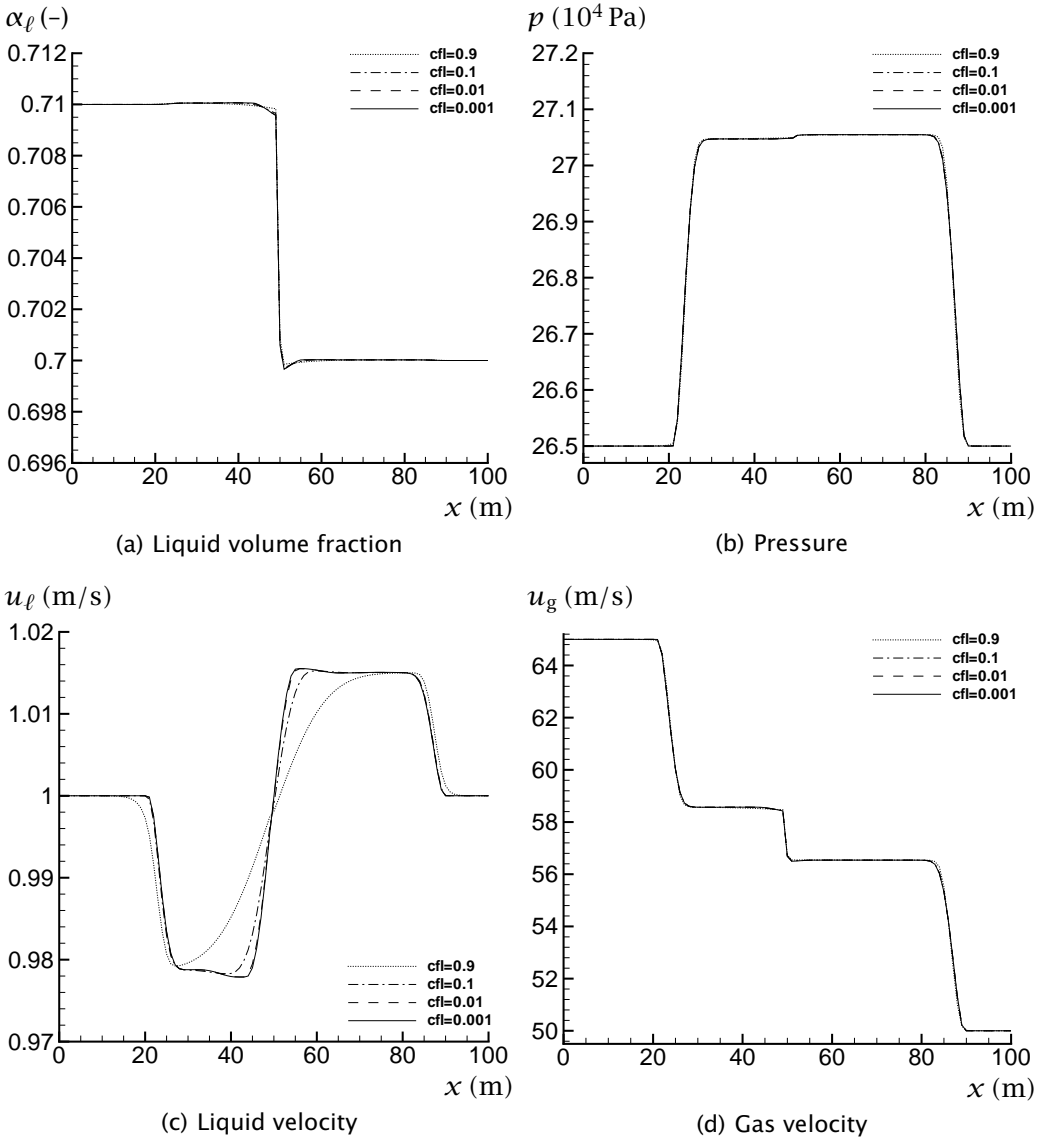 αℓ (–)
0.712
0.71
0.708
0.706
0.704
0.702
0.7
0.698
0.696
0 20 40 60 80 100
cfl=0.9
cfl=0.1
cfl=0.01
cfl=0.001
x (m)
(a) Liquid volume fraction
p (10⁴ Pa)
27.2
27.1
27
26.9
26.8
26.7
26.6
26.5
0 20 40 60 80 100
cfl=0.9
cfl=0.1
cfl=0.01
cfl=0.001
x (m)
(b) Pressure
uℓ (m/s)
1.02
1.01
1
0.99
0.98
0.97
0 20 40 60 80 100
cfl=0.9
cfl=0.1
cfl=0.01
cfl=0.001
x (m)
(c) Liquid velocity
ug (m/s)
64
62
60
58
56
54
52
50
0 20 40 60 80 100
cfl=0.9
cfl=0.1
cfl=0.01
cfl=0.001
x (m)
(d) Gas velocity